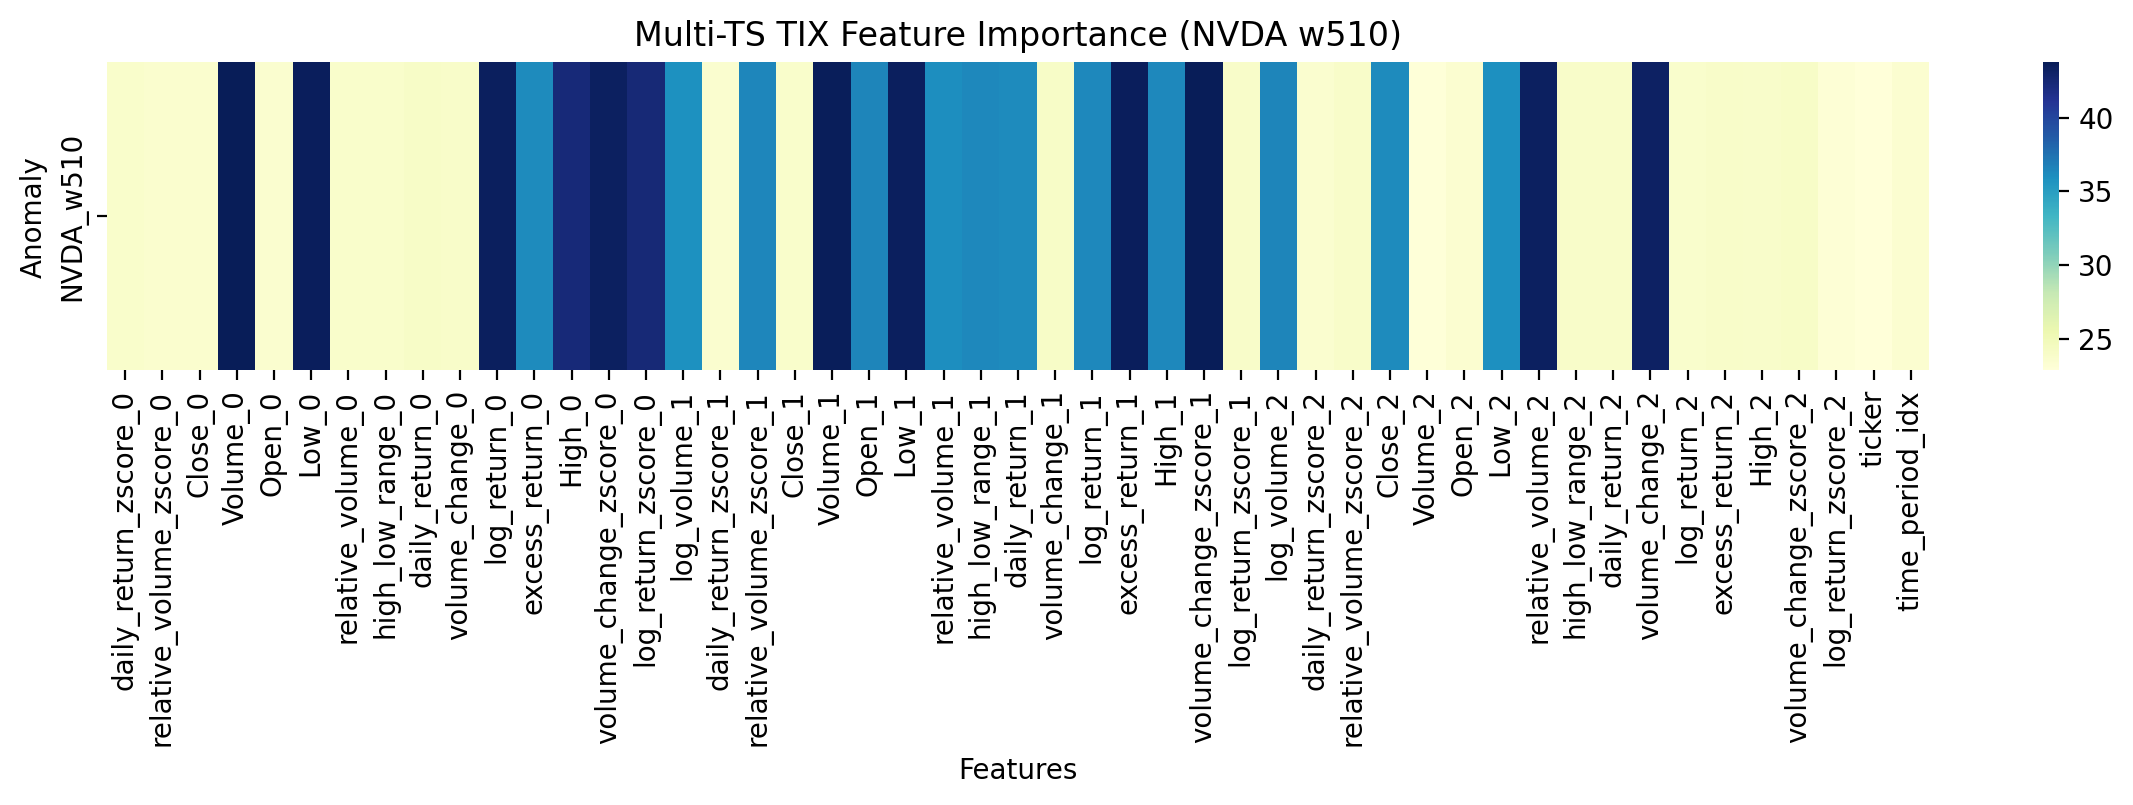 Multi-TS TIX Feature Importance (NVDA w510)
Anomaly
NVDA_w510
40
35
30
25
daily_return_zscore_0
relative_volume_zscore_0
Close_0
Volume_0
Open_0
Low_0
relative_volume_0
high_low_range_0
daily_return_0
volume_change_0
log_return_0
excess_return_0
High_0
volume_change_zscore_0
log_return_zscore_0
log_volume_1
daily_return_zscore_1
relative_volume_zscore_1
Close_1
Volume_1
Open_1
Low_1
relative_volume_1
high_low_range_1
daily_return_1
volume_change_1
log_return_1
excess_return_1
High_1
volume_change_zscore_1
log_return_zscore_1
log_volume_2
daily_return_zscore_2
relative_volume_zscore_2
Close_2
Volume_2
Open_2
Low_2
relative_volume_2
high_low_range_2
daily_return_2
volume_change_2
log_return_2
excess_return_2
High_2
volume_change_zscore_2
log_return_zscore_2
ticker
time_period_idx
Features